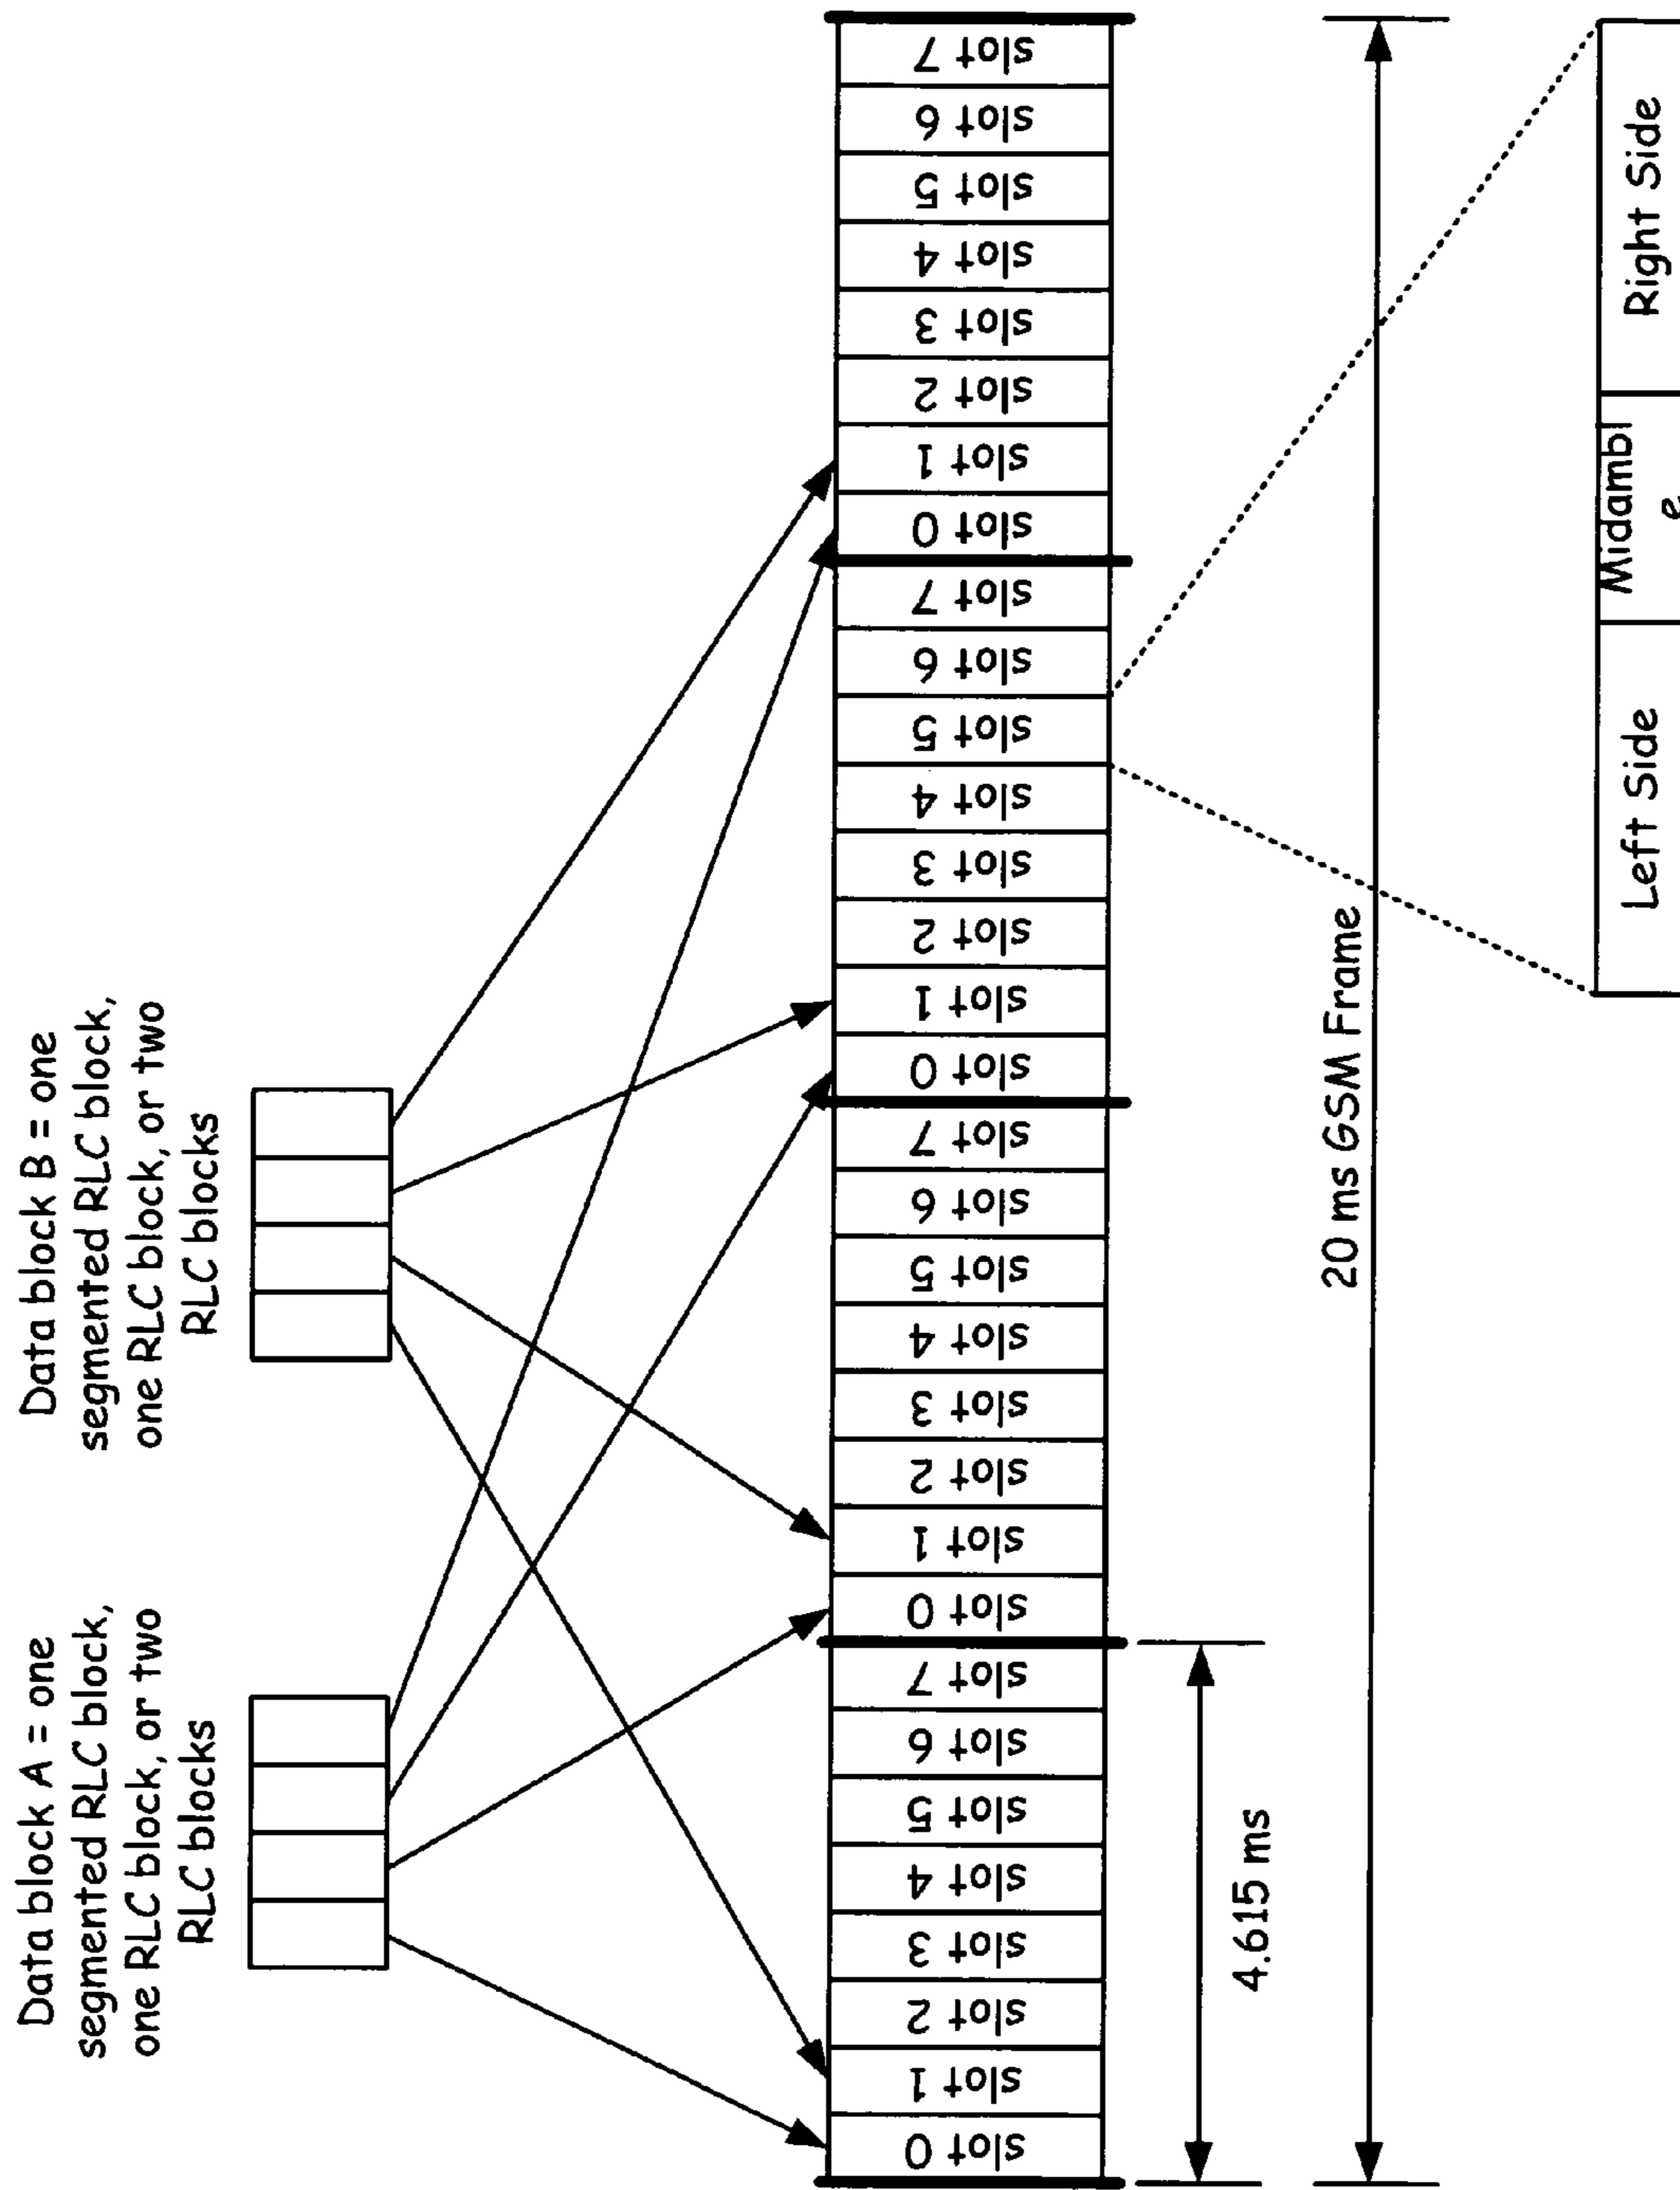 Data block A = one
segmented RLC block,
one RLC block, or two
RLC blocks
Data block B = one
segmented RLC block,
one RLC block, or two
RLC blocks
slot 0
slot 1
slot 2
slot 3
slot 4
slot 5
slot 6
slot 7
slot 0
slot 1
slot 2
slot 3
slot 4
slot 5
slot 6
slot 7
slot 0
slot 1
slot 2
slot 3
slot 4
slot 5
slot 6
slot 7
slot 0
slot 1
slot 2
slot 3
slot 4
slot 5
slot 6
slot 7
4.615 ms
20 ms GSM Frame
Left Side
Midambl
e
Right Side